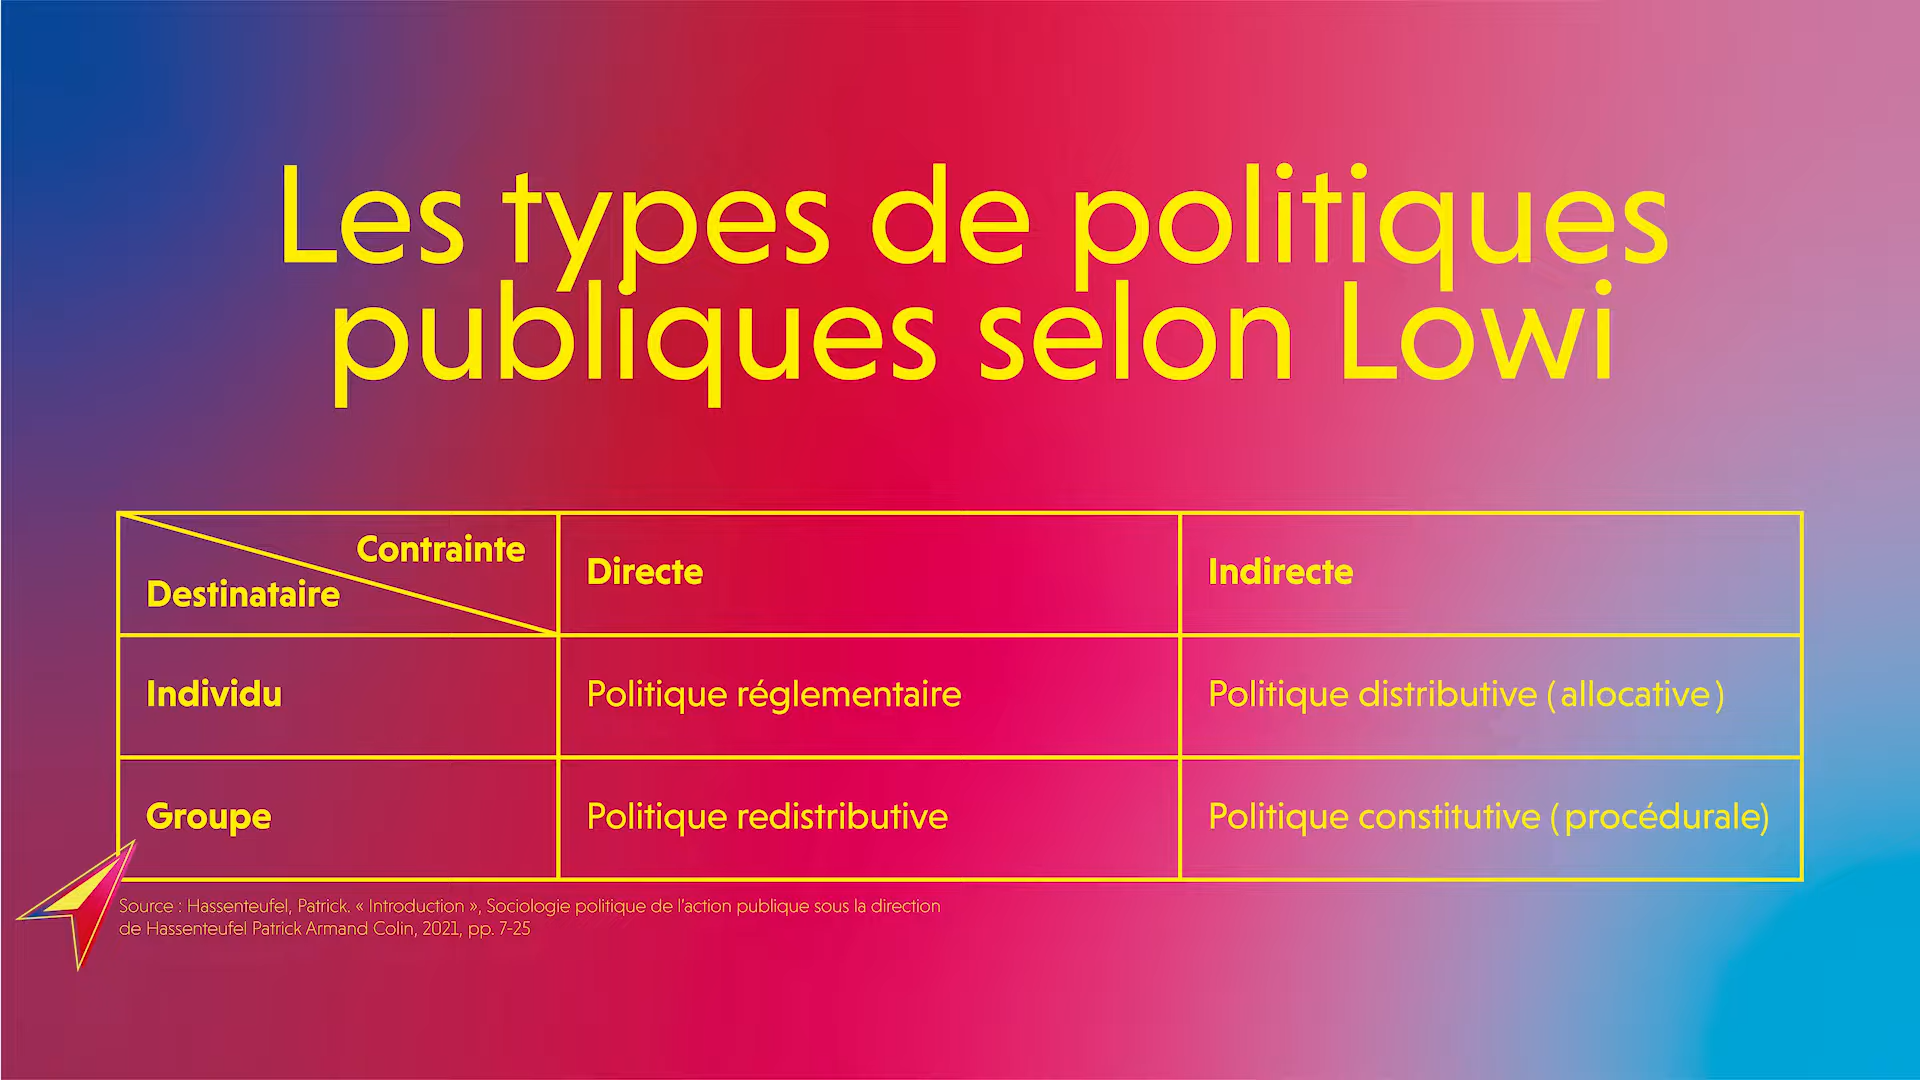 Les types de politiques
publiques selon Lowi
Contrainte
Destinataire
Directe
Indirecte
Individu
Politique réglementaire
Politique distributive (allocative)
Groupe
Politique redistributive
Politique constitutive (procédurale)
Source : Hassenteufel, Patrick. « Introduction », Sociologie politique de l'action publique sous la direction
de Hassenteufel Patrick Armand Colin, 2021, pp. 7-25